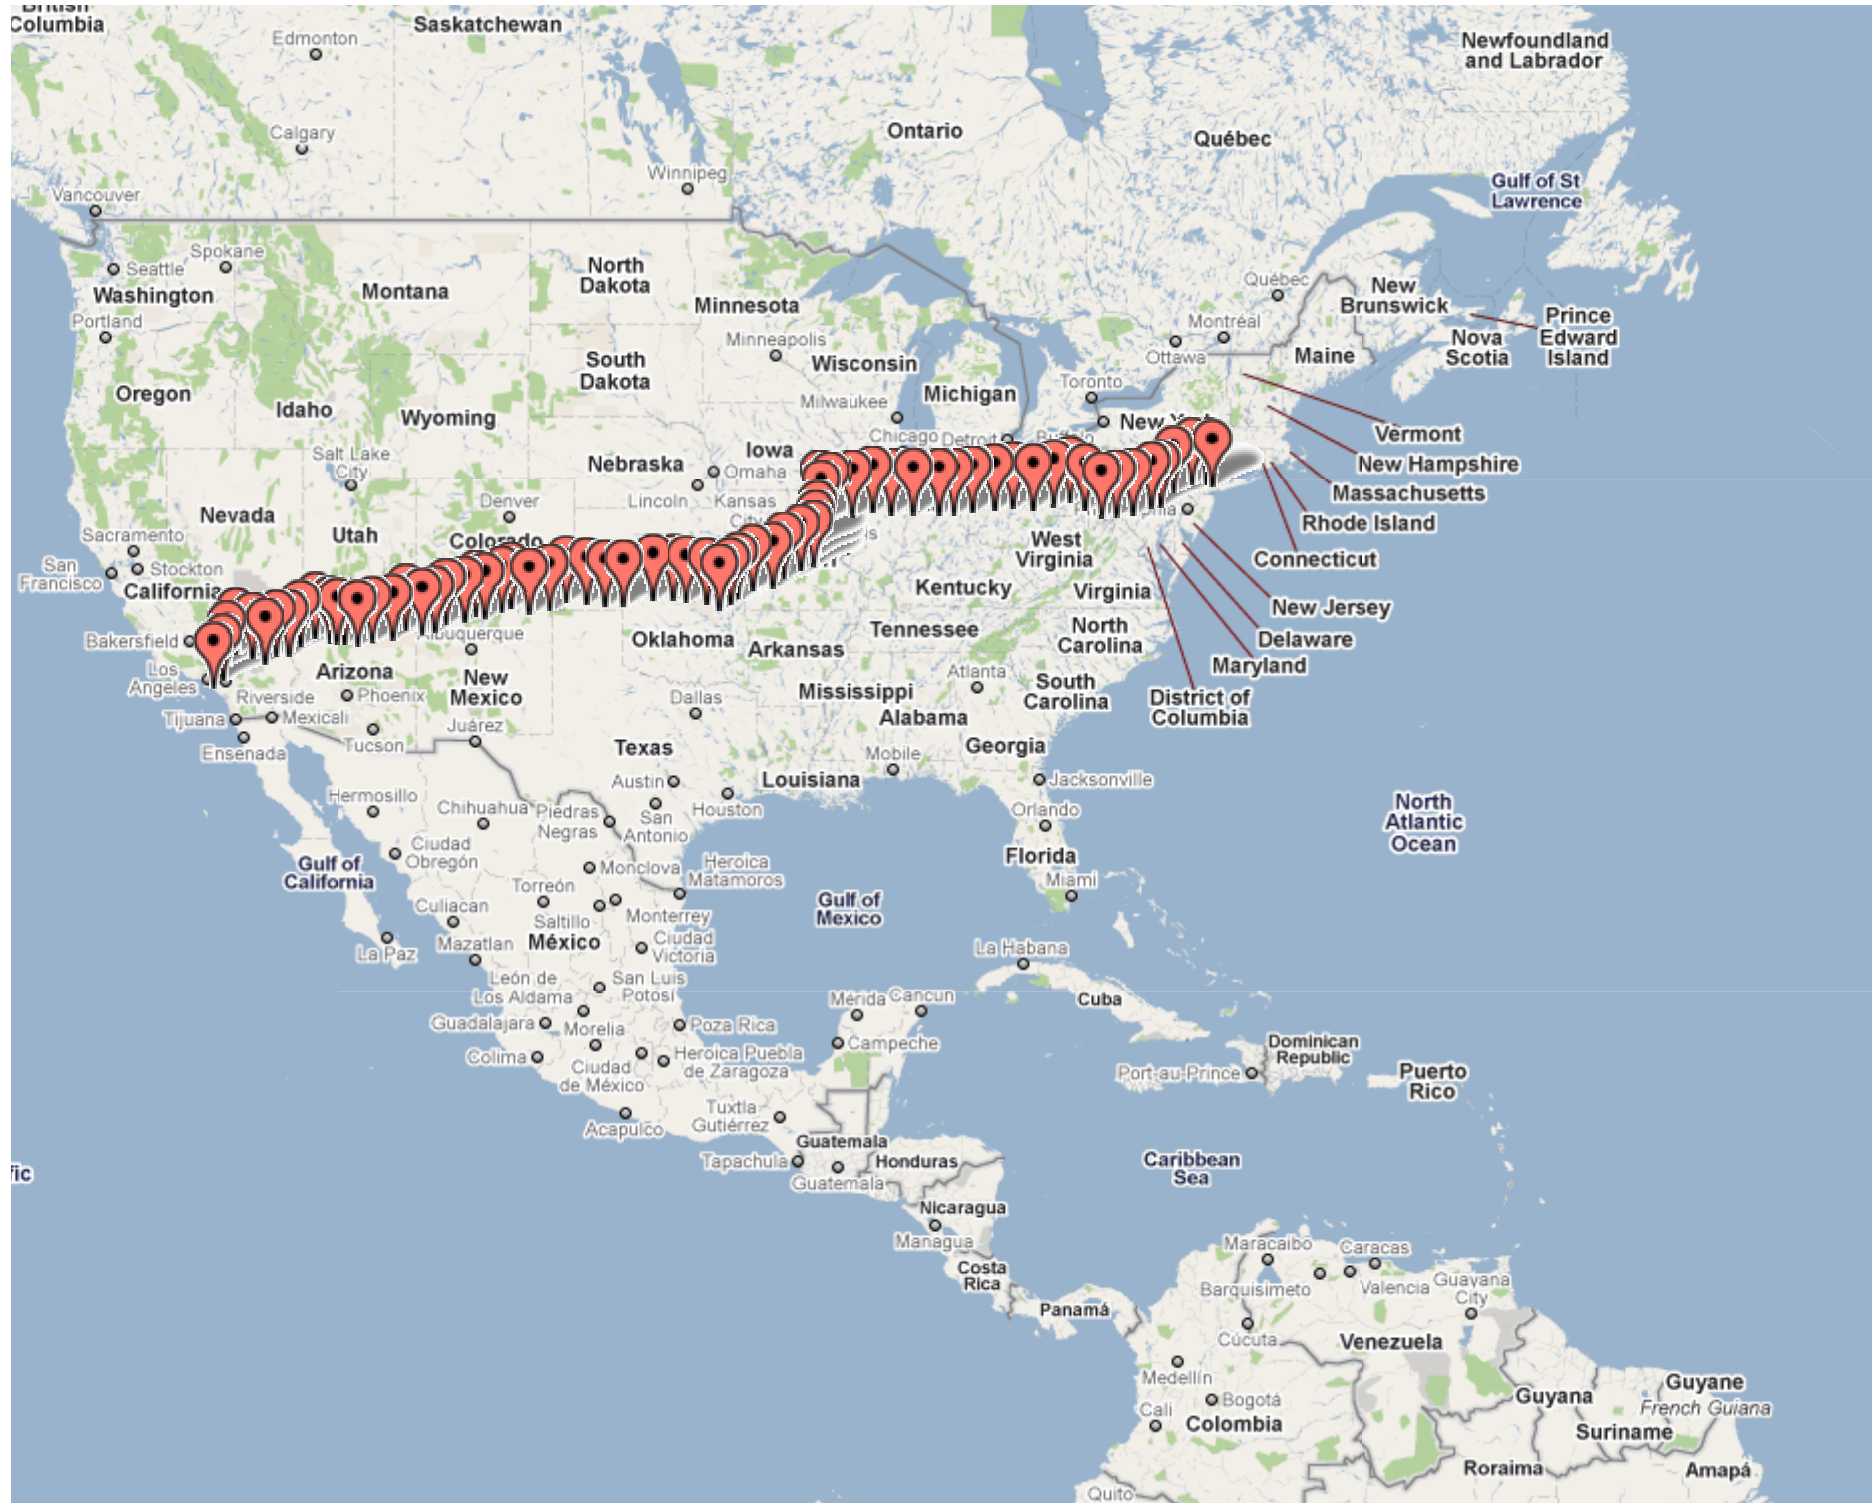 British
Columbia
Saskatchewan
Edmonton
Newfoundland
and Labrador
Calgary
Ontario
Québec
Winnipeg
Vancouver
Gulf of St
Lawrence
Spokane
Seattle
Washington
Montana
North
Dakota
Minnesota
Québec
New
Brunswick
Portland
Minneapolis
Montréal
Prince
Edward
Island
Ottawa
Maine
Nova
Scotia
Oregon
Idaho
Wyoming
South
Dakota
Wisconsin
Michigan
Toronto
Milwaukee
Vermont
Chicago
Detroit
Buffalo
New York
Salt Lake
City
Nebraska
Iowa
Omaha
New Hampshire
Massachusetts
Nevada
Denver
Lincoln
Kansas
City
Rhode Island
Sacramento
Utah
Colorado
West
Virginia
Connecticut
San
Francisco
Stockton
California
Kentucky
Virginia
New Jersey
Bakersfield
Albuquerque
Oklahoma
Arkansas
Tennessee
North
Carolina
Delaware
Maryland
Los
Angeles
Arizona
New
Mexico
Atlanta
South
Carolina
Riverside
Phoenix
Dallas
Mississippi
Alabama
District of
Columbia
Tijuana
Mexicali
Juárez
Ensenada
Tucson
Texas
Georgia
Mobile
Louisiana
Jacksonville
Austin
Houston
Hermosillo
Chihuahua
Piedras
Negras
San
Antonio
Orlando
North
Atlantic
Ocean
Ciudad
Obregón
Gulf of
California
Monclova
Heroica
Matamoros
Florida
Miami
Torreón
Culiacan
Saltillo
Monterrey
Gulf of
Mexico
La Paz
Mazatlan
México
Ciudad
Victoria
La Habana
León de
Los Aldama
San Luis
Potosí
Mérida
Cancun
Cuba
Guadalajara
Morelia
Poza Rica
Campeche
Dominican
Republic
Colima
Ciudad
de México
Heroica Puebla
de Zaragoza
Port-au-Prince
Puerto
Rico
Acapulco
Tuxtla
Gutiérrez
Guatemala
Tapachula
Honduras
Caribbean
Sea
fic
Guatemala
Nicaragua
Managua
Costa
Rica
Maracaibo
Caracas
Barquisimeto
Valencia
Guayana
City
Panamá
Cúcuta
Venezuela
Medellín
Guyana
Guyane
French Guiana
Bogotá
Cali
Colombia
Suriname
Roraima
Amapá
Quito